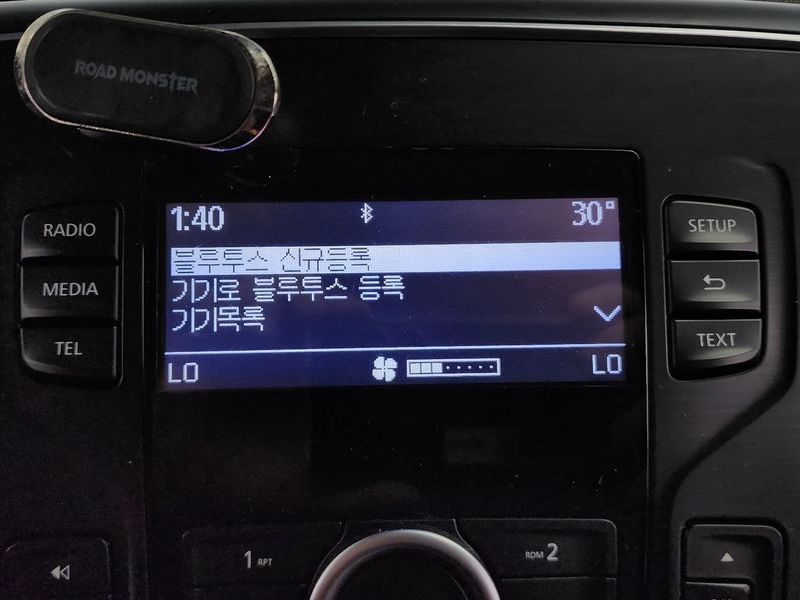 ROAD MONSTER
1:40 30°
RADIO
MEDIA
TEL
블루투스 신규등록
기기로 블루투스 등록
기기목록
LO LO
SETUP
TEXT
1 RPT
RDM 2